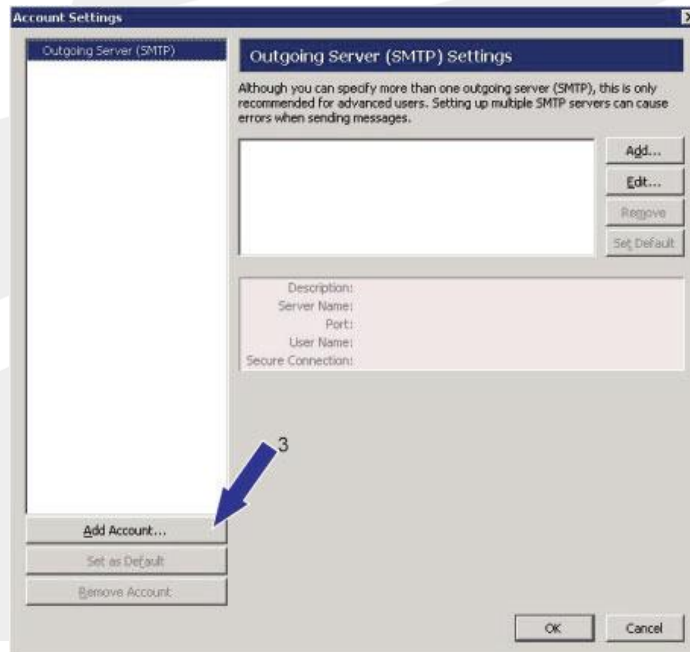 Account Settings
Outgoing Server (SMTP)
Outgoing Server (SMTP) Settings
Although you can specify more than one outgoing server (SMTP), this is only
recommended for advanced users. Setting up multiple SMTP servers can cause
errors when sending messages.
Add...
Edit...
Remove
Set Default
Description:
Server Name:
Port:
User Name:
Secure Connection:
3
Add Account...
Set as Default
Remove Account
OK
Cancel